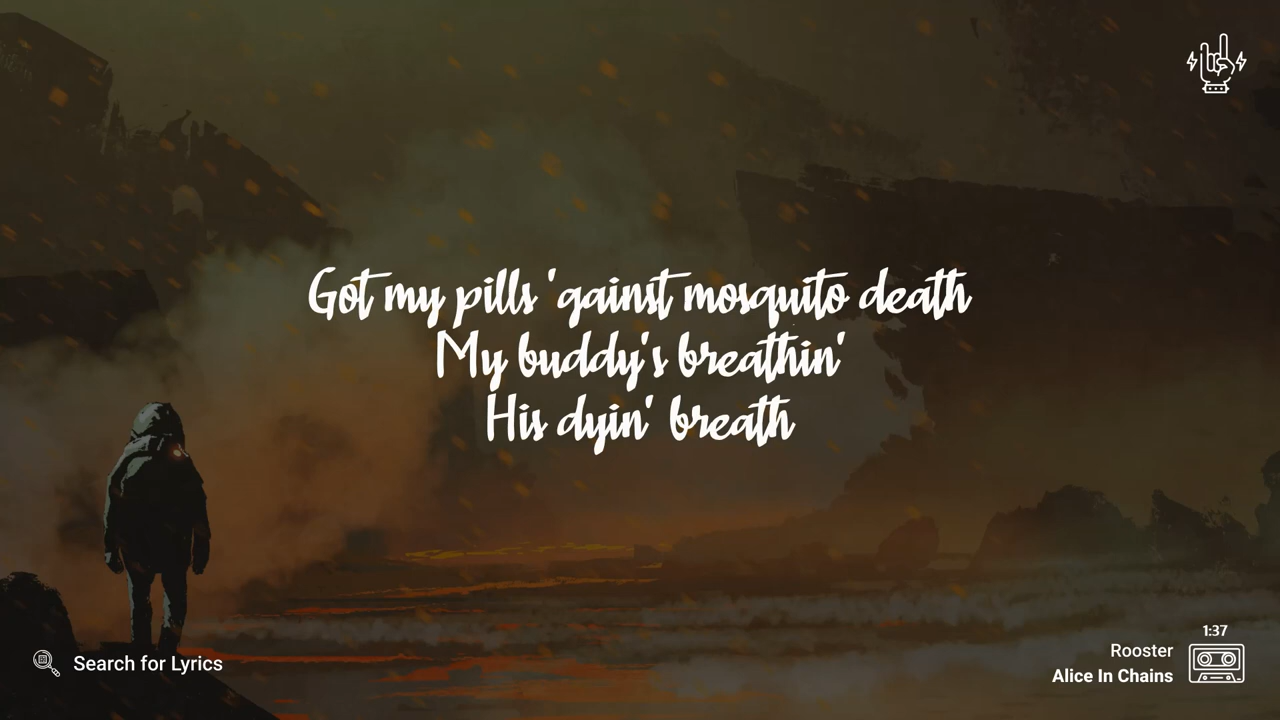 Got my pills 'gainst mosquito death
My buddy's breathin'
His dyin' breath
Search for Lyrics
1:37
Rooster
Alice In Chains